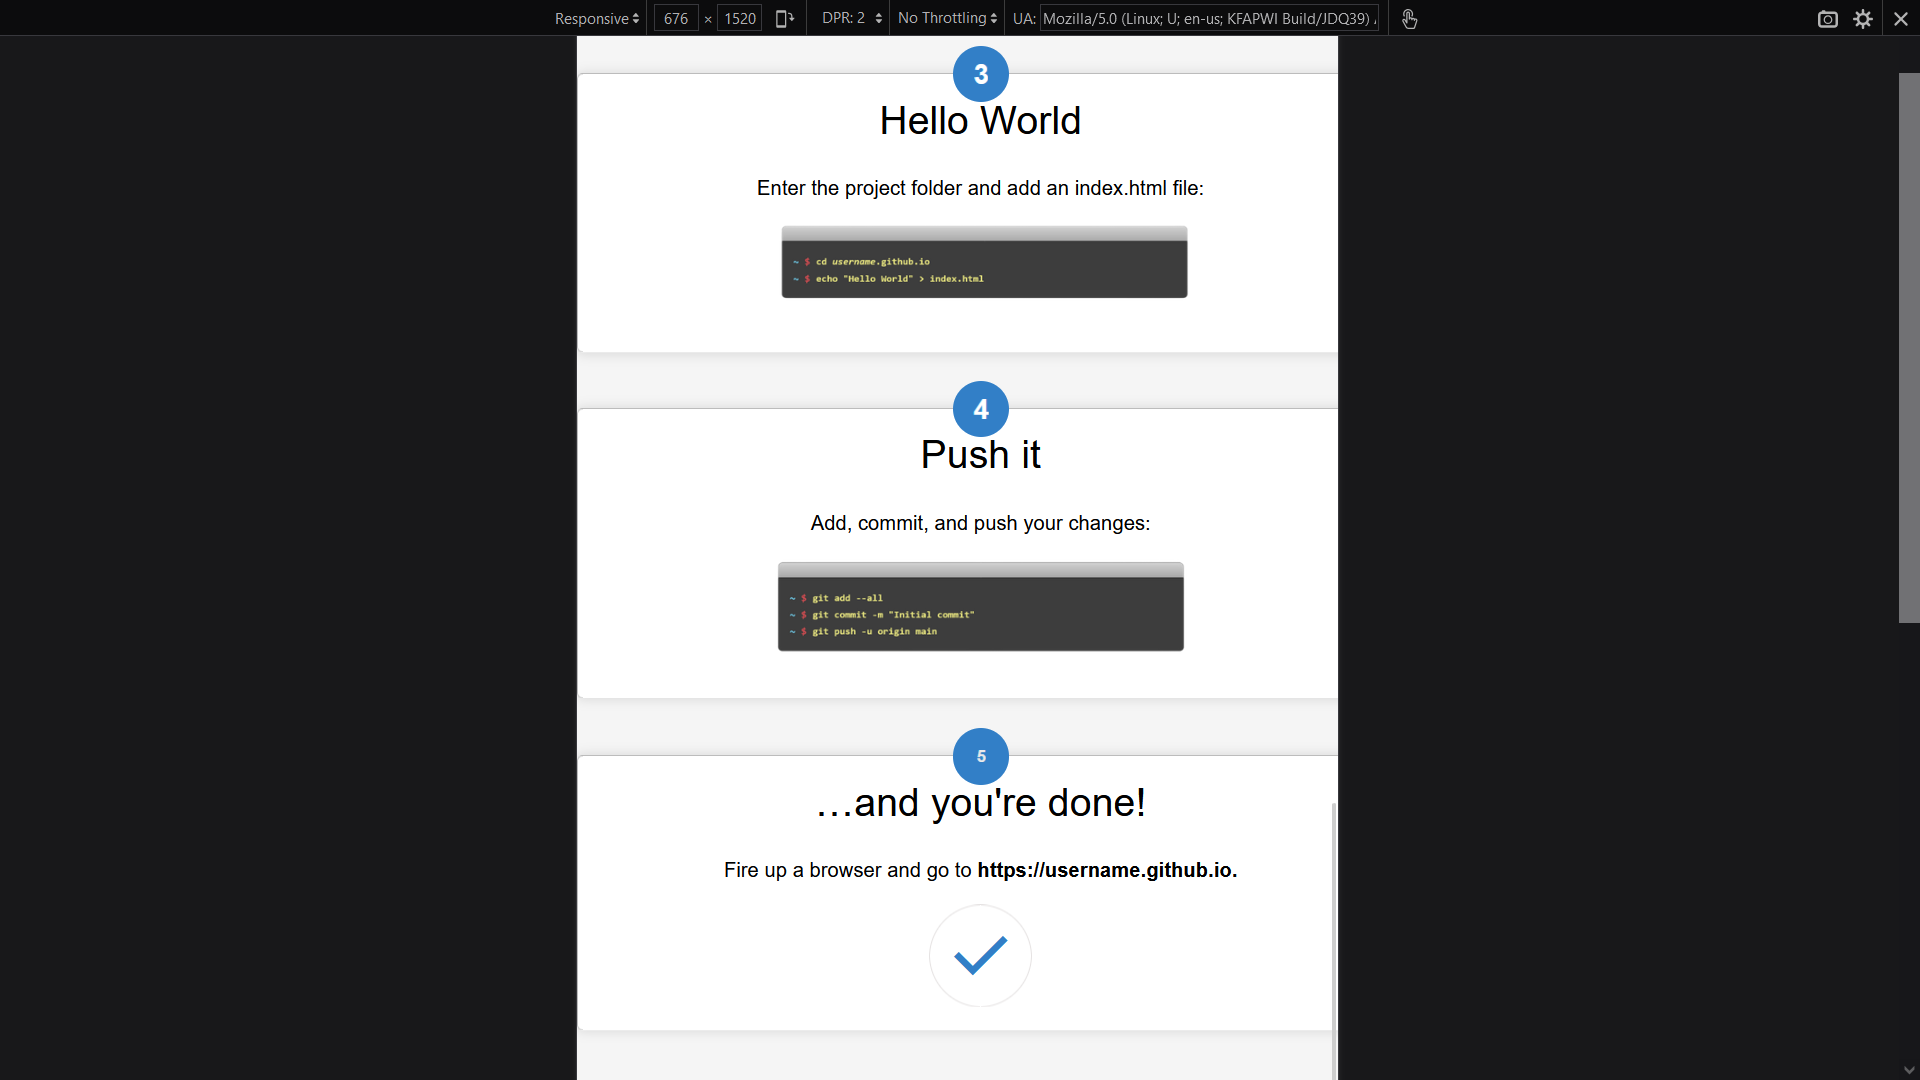 Responsive 676 × 1520 DPR: 2 No Throttling UA: Mozilla/5.0 (Linux; U; en-us; KFAPWI Build/JDQ39)
3
Hello World
Enter the project folder and add an index.html file:
~ $ cd username.github.io
~ $ echo "Hello World" > index.html
4
Push it
Add, commit, and push your changes:
~ $ git add --all
~ $ git commit -m "Initial commit"
~ $ git push -u origin main
5
…and you're done!
Fire up a browser and go to https://username.github.io.